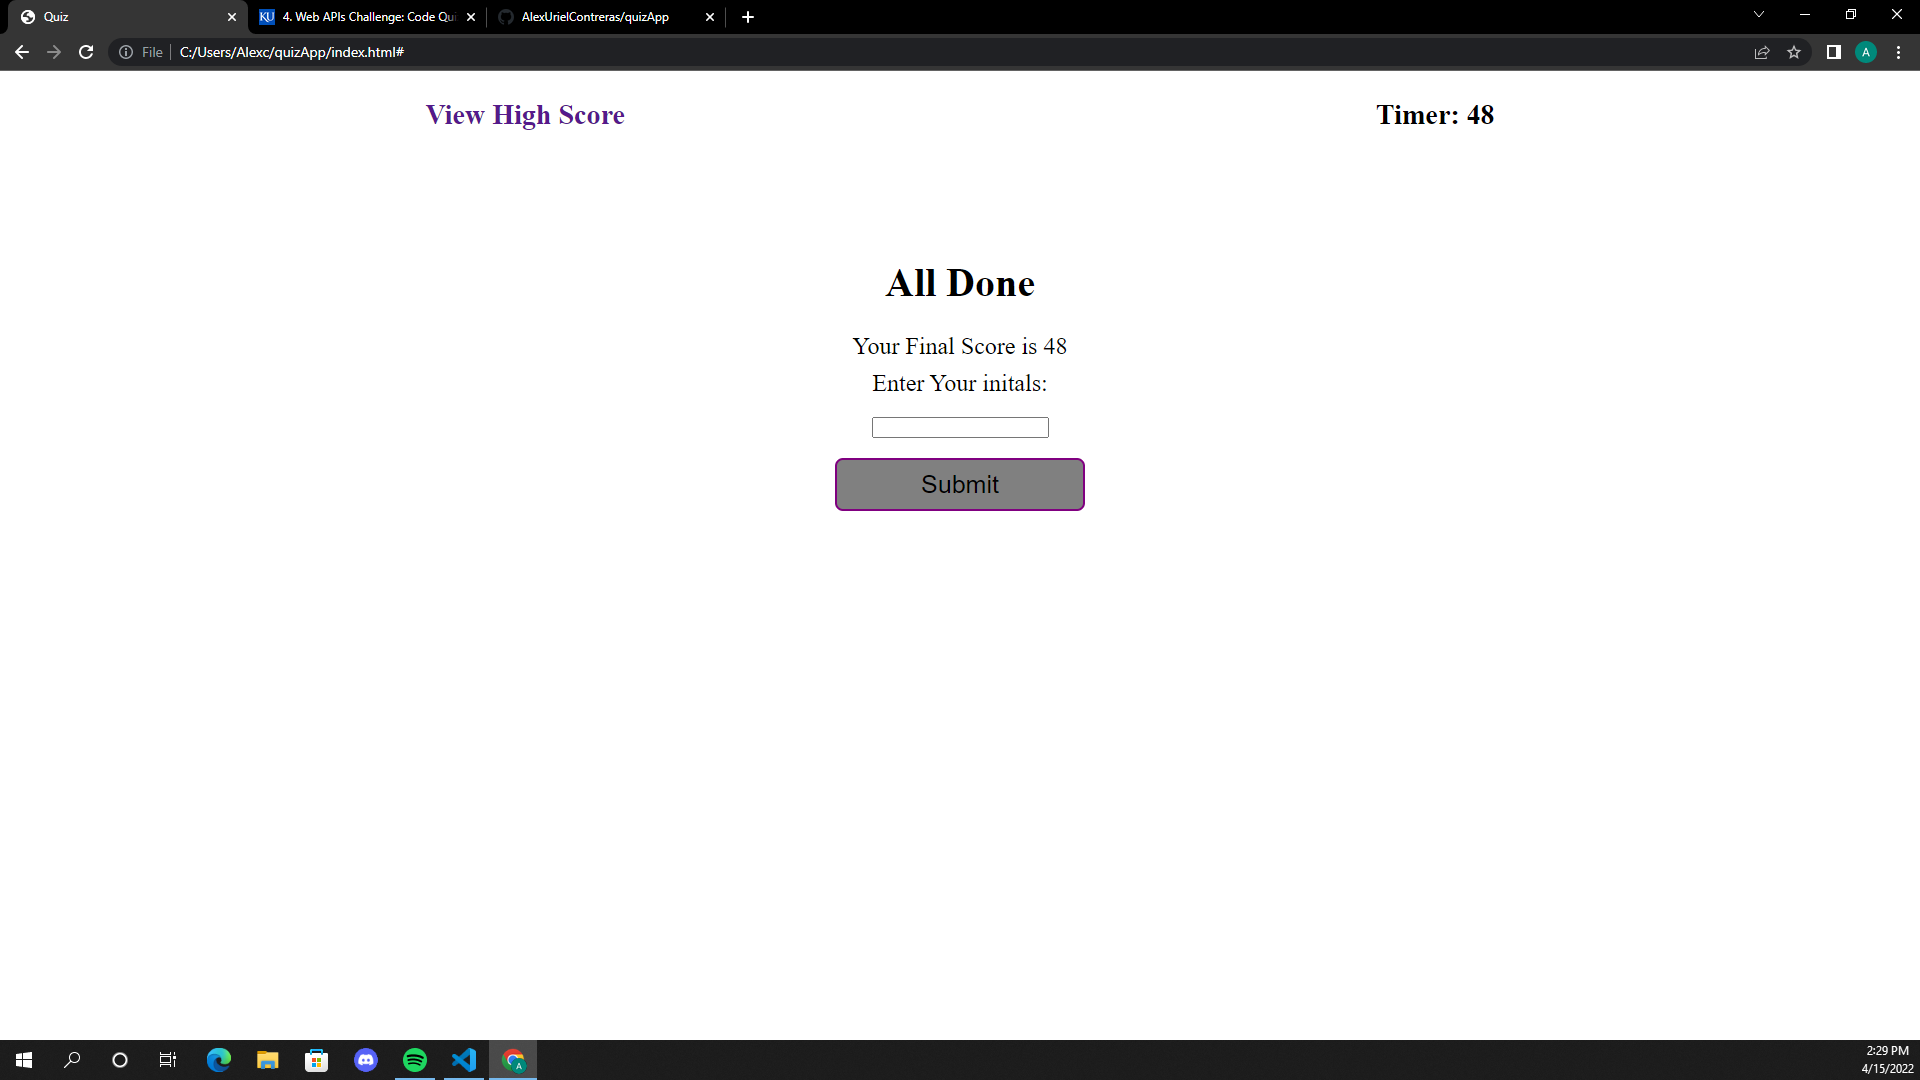 Quiz
KU 4. Web APIs Challenge: Code Qui
AlexUrielContreras/quizApp
File C:/Users/Alexc/quizApp/index.html#
A
View High Score
Timer: 48
All Done
Your Final Score is 48
Enter Your initals:
Submit
A
2:29 PM
4/15/2022